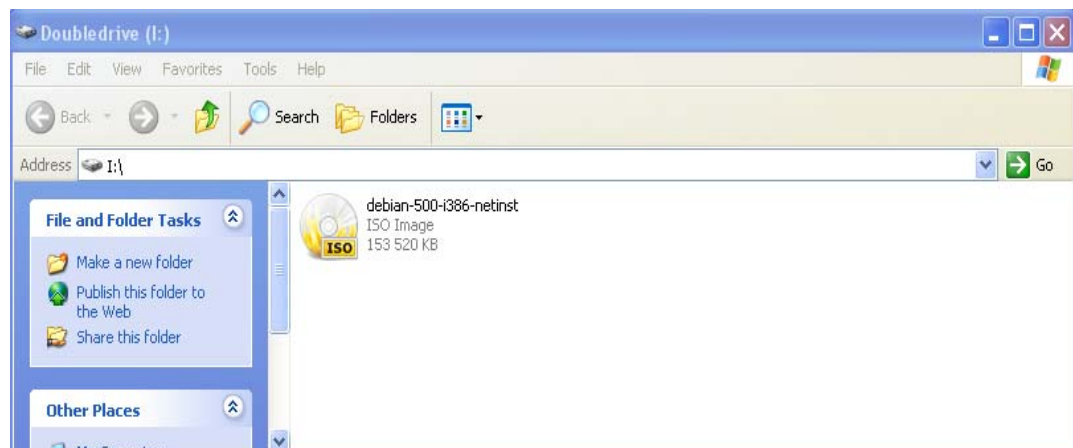 Doubledrive (I:)
File Edit View Favorites Tools Help
Back Search Folders
Address I:\ Go
File and Folder Tasks
Make a new folder
Publish this folder to
the Web
Share this folder
Other Places
debian-500-i386-netinst
ISO Image
153 520 KB
ISO